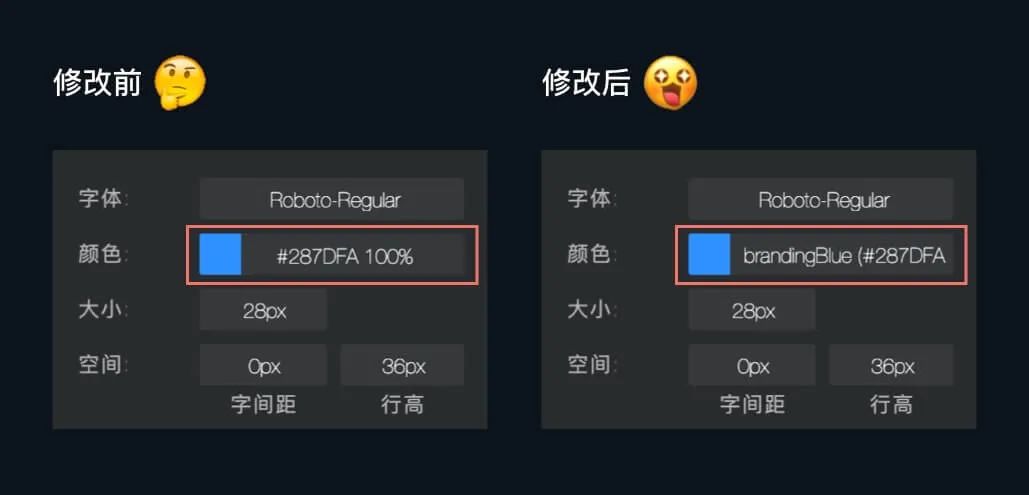 修改前 🤔
字体:
Roboto-Regular
颜色:
#287DFA 100%
大小:
28px
空间:
0px
36px
字间距
行高
修改后 🤩
字体:
Roboto-Regular
颜色:
brandingBlue (#287DFA
大小:
28px
空间:
0px
36px
字间距
行高